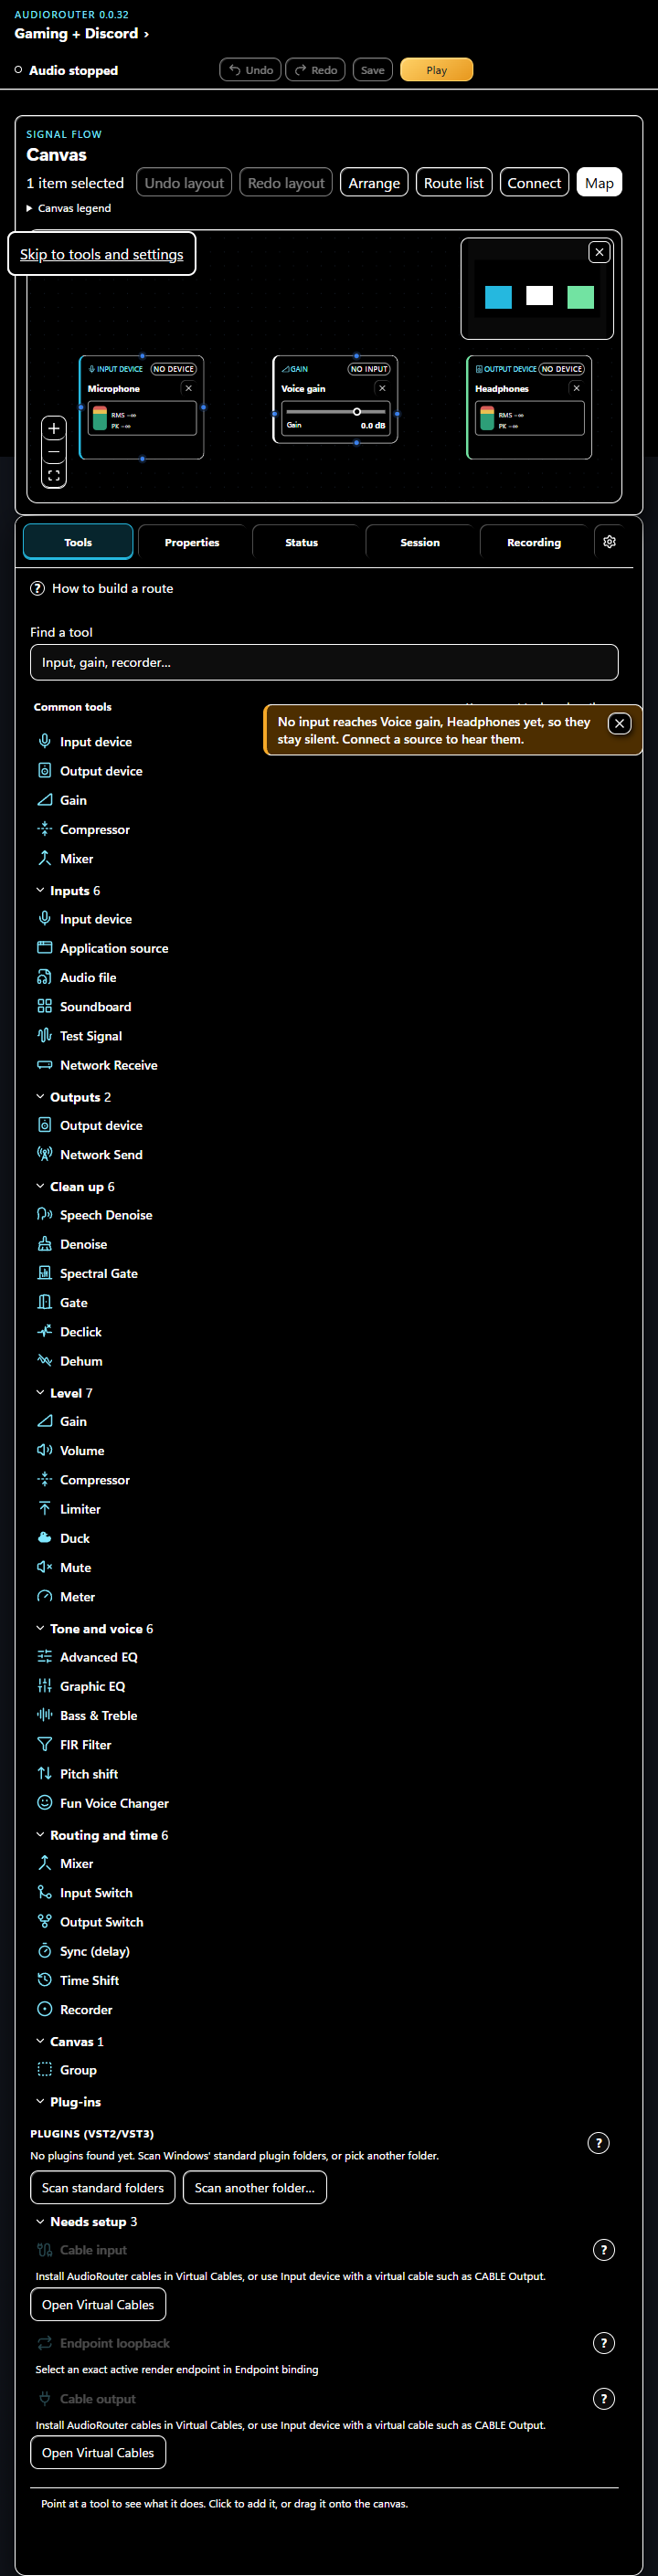 AUDIOROUTER 0.0.32
Gaming + Discord ›
Audio stopped
Undo
Redo
Save
Play
SIGNAL FLOW
Canvas
1 item selected
Undo layout
Redo layout
Arrange
Route list
Connect
Map
Canvas legend
Skip to tools and settings
INPUT DEVICE
NO DEVICE
Microphone
RMS -∞
PK -∞
GAIN
NO INPUT
Voice gain
Gain
0.0 dB
OUTPUT DEVICE
NO DEVICE
Headphones
RMS -∞
PK -∞
Tools
Properties
Status
Session
Recording
? How to build a route
Find a tool
Input, gain, recorder...
Common tools
No input reaches Voice gain, Headphones yet, so they
stay silent. Connect a source to hear them.
Input device
Output device
Gain
Compressor
Mixer
Inputs 6
Input device
Application source
Audio file
Soundboard
Test Signal
Network Receive
Outputs 2
Output device
Network Send
Clean up 6
Speech Denoise
Denoise
Spectral Gate
Gate
Declick
Dehum
Level 7
Gain
Volume
Compressor
Limiter
Duck
Mute
Meter
Tone and voice 6
Advanced EQ
Graphic EQ
Bass & Treble
FIR Filter
Pitch shift
Fun Voice Changer
Routing and time 6
Mixer
Input Switch
Output Switch
Sync (delay)
Time Shift
Recorder
Canvas 1
Group
Plug-ins
PLUGINS (VST2/VST3)
?
No plugins found yet. Scan Windows' standard plugin folders, or pick another folder.
Scan standard folders
Scan another folder...
Needs setup 3
Cable input
?
Install AudioRouter cables in Virtual Cables, or use Input device with a virtual cable such as CABLE Output.
Open Virtual Cables
Endpoint loopback
?
Select an exact active render endpoint in Endpoint binding
Cable output
?
Install AudioRouter cables in Virtual Cables, or use Input device with a virtual cable such as CABLE Output.
Open Virtual Cables
Point at a tool to see what it does. Click to add it, or drag it onto the canvas.